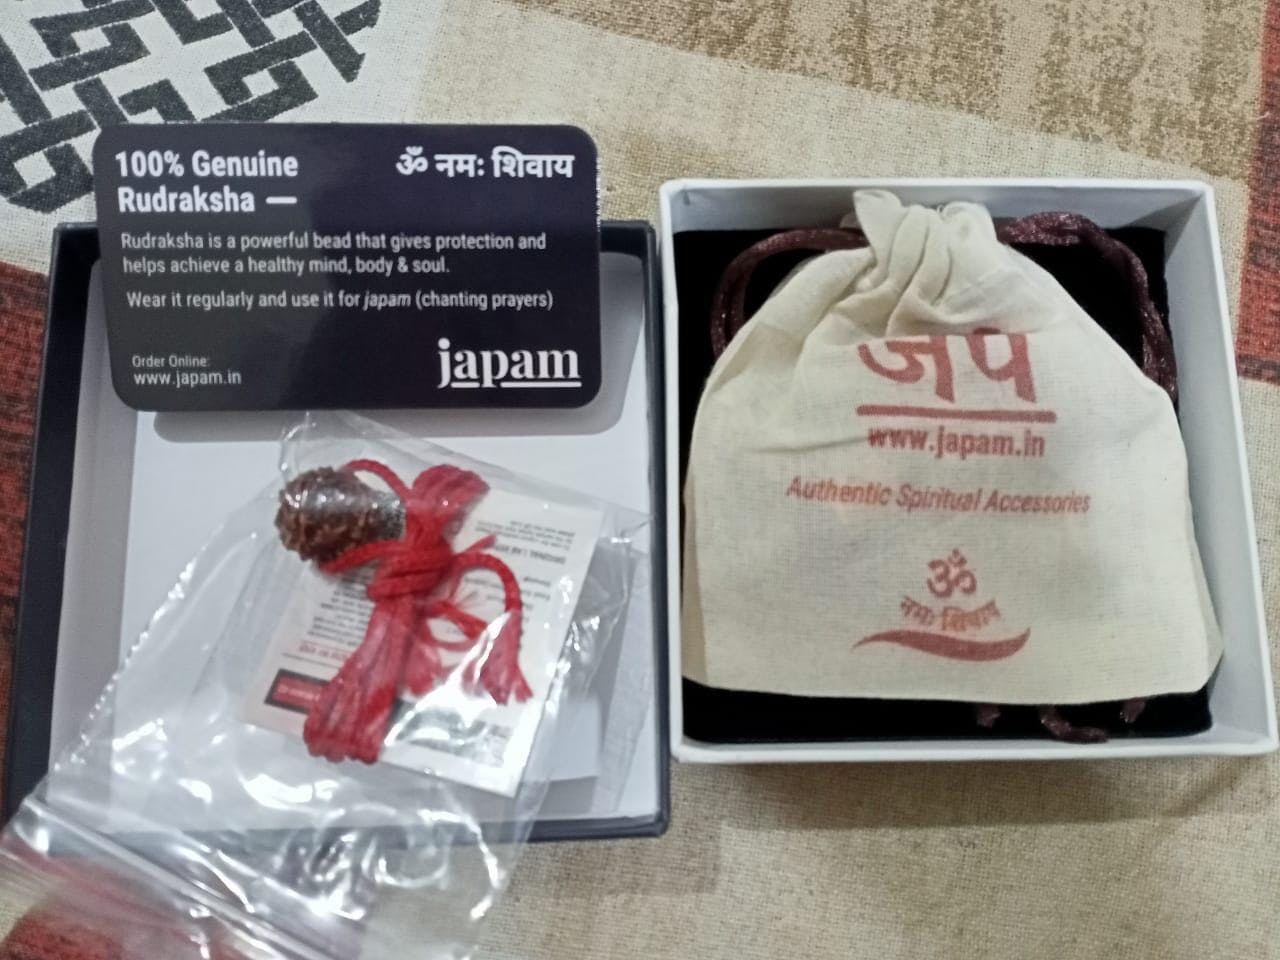 100% Genuine
Rudraksha —
ॐ नमः शिवाय
Rudraksha is a powerful bead that gives protection and
helps achieve a healthy mind, body & soul.
Wear it regularly and use it for japam (chanting prayers)
Order Online:
www.japam.in
japam
जप
www.japam.in
Authentic Spiritual Accessories
ॐ
नमः शिवाय